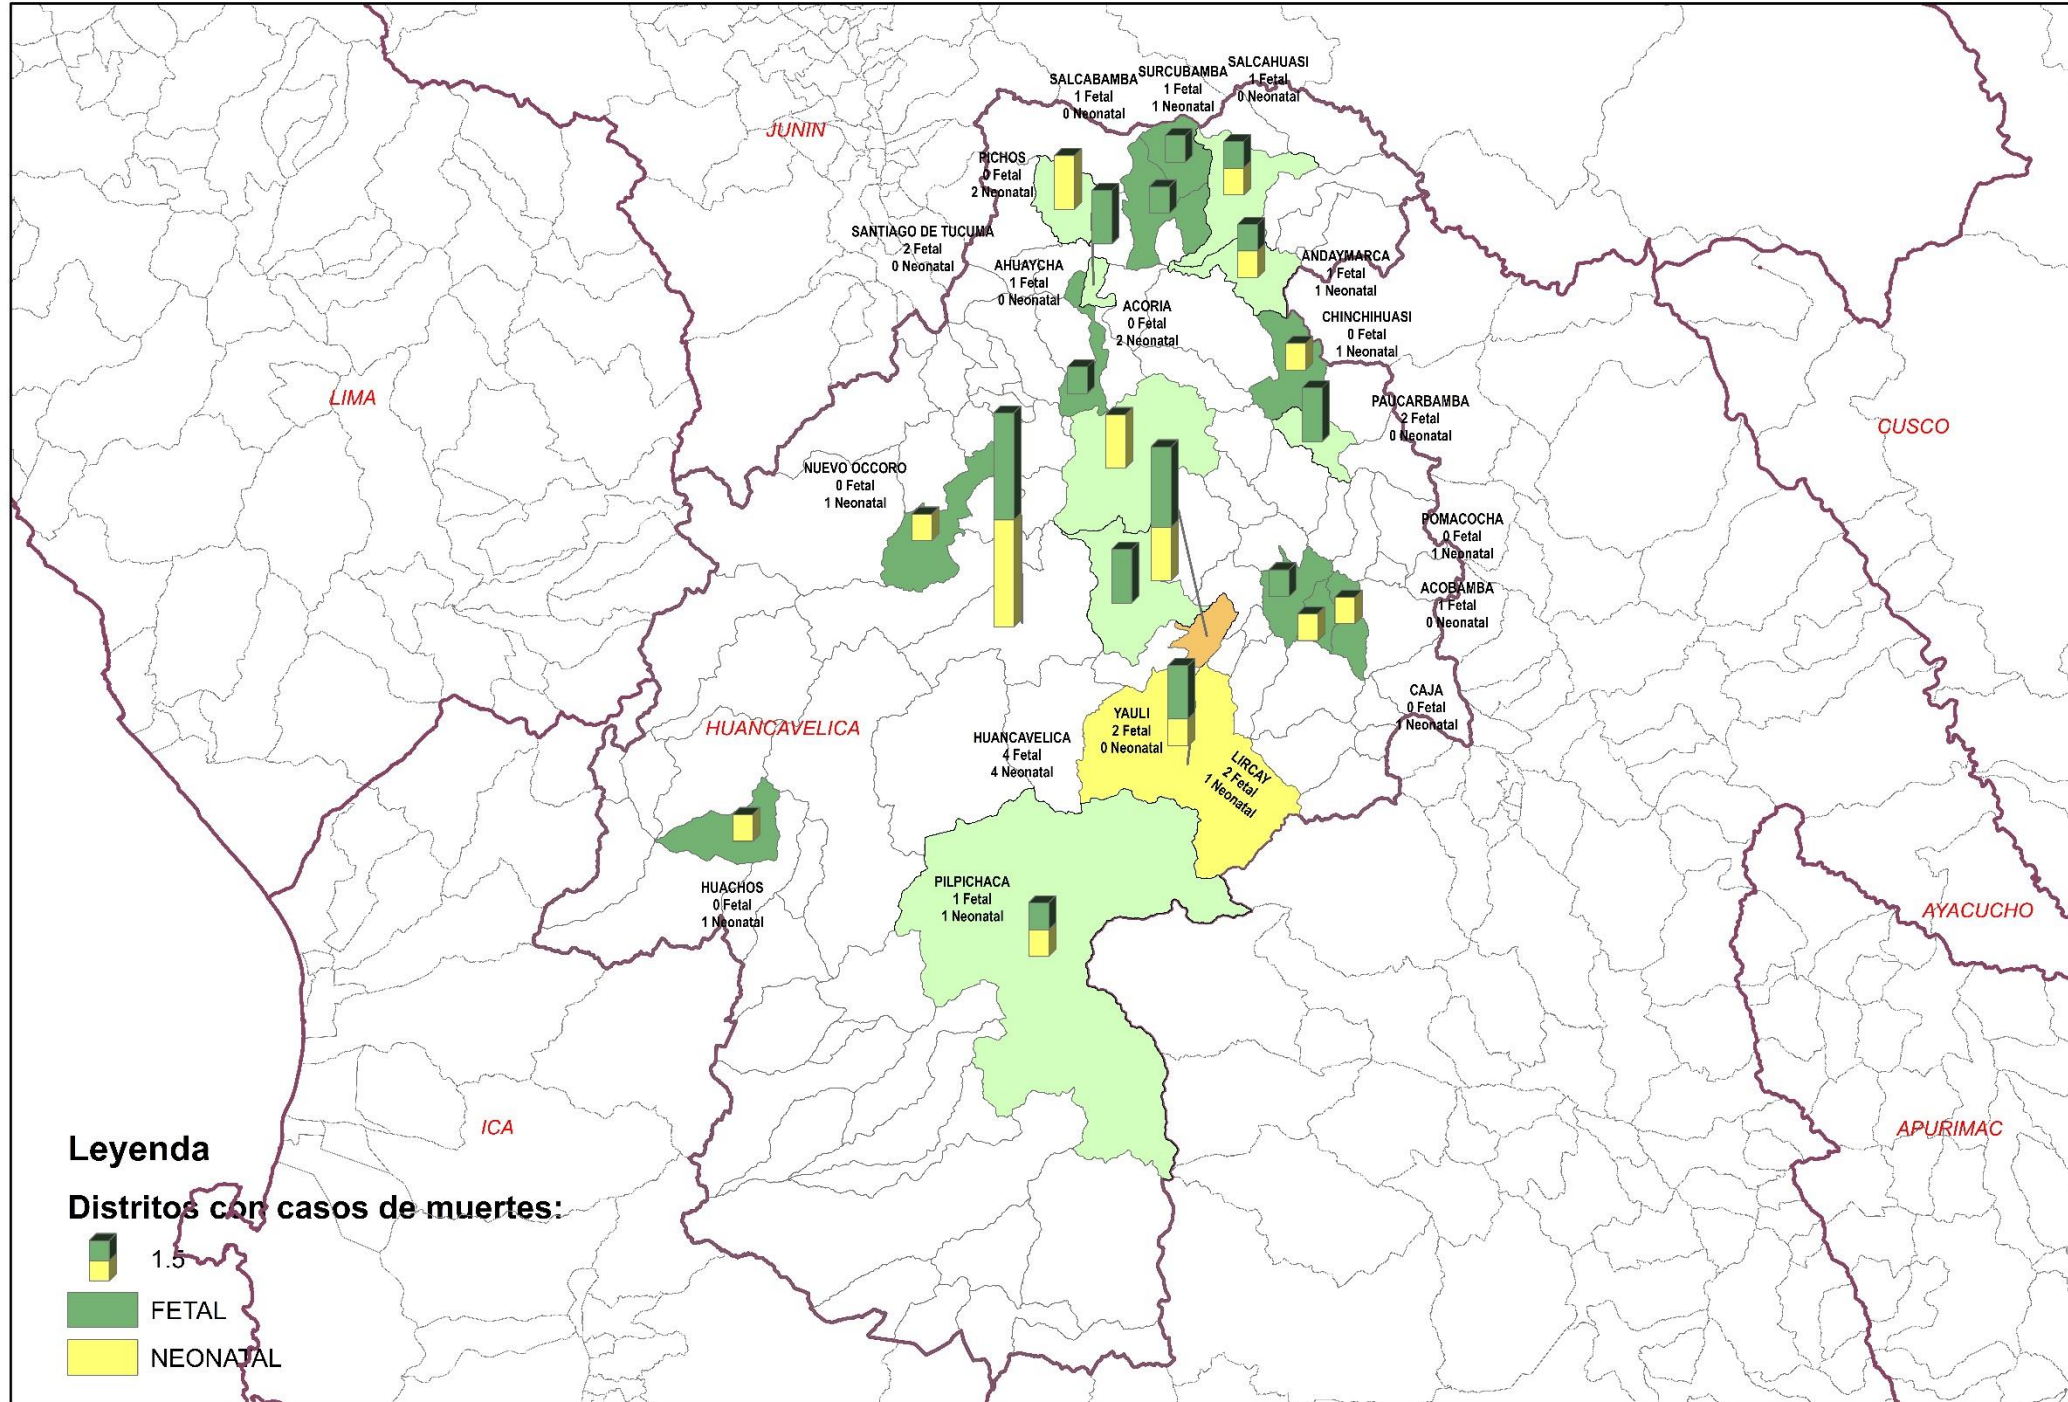 SALCAHUASI
1 Fetal
0 Neonatal
SURCUBAMBA
1 Fetal
1 Neonatal
SALCABAMBA
1 Fetal
0 Neonatal
JUNIN
PICHOS
0 Fetal
2 Neonatal
SANTIAGO DE TUCUMA
2 Fetal
0 Neonatal
AHUAYCHA
1 Fetal
0 Neonatal
ANDAYMARCA
1 Fetal
1 Neonatal
ACORIA
0 Fetal
2 Neonatal
CHINCHIHUASI
0 Fetal
1 Neonatal
LIMA
PAUCARBAMBA
2 Fetal
0 Neonatal
CUSCO
NUEVO OCCORO
0 Fetal
1 Neonatal
POMACOCHA
0 Fetal
1 Neonatal
ACOBAMBA
1 Fetal
0 Neonatal
CAJA
0 Fetal
1 Neonatal
HUANCAVELICA
HUANCAVELICA
4 Fetal
4 Neonatal
YAULI
2 Fetal
0 Neonatal
LIRCAY
2 Fetal
1 Neonatal
HUACHOS
0 Fetal
1 Neonatal
PILPICHACA
1 Fetal
1 Neonatal
AYACUCHO
ICA
APURIMAC
Leyenda
Distritos con casos de muertes:
1.5
FETAL
NEONATAL